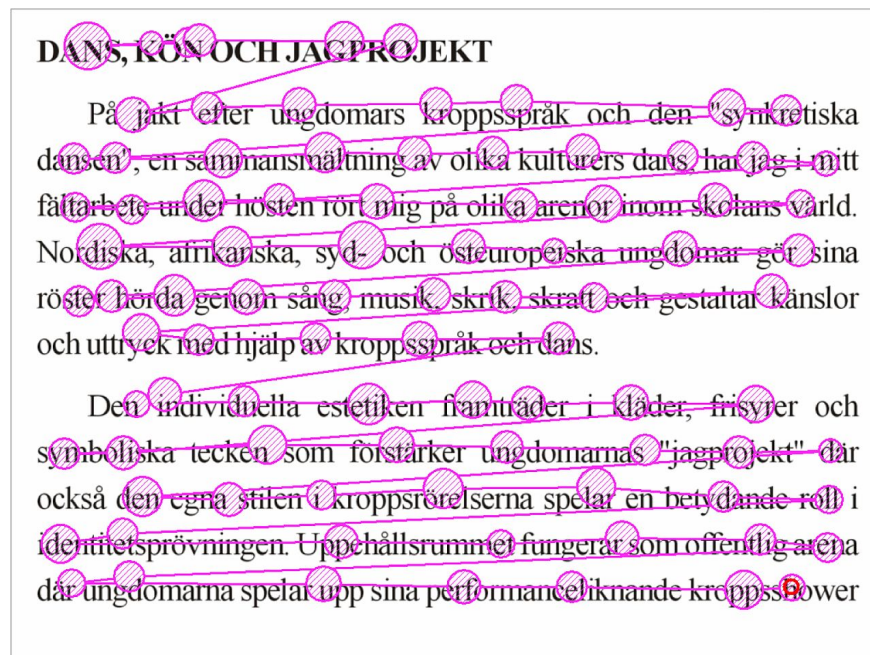 DANS, KÖN OCH JAGPROJEKT
På jakt efter ungdomars kroppsspråk och den "synkretiska
dansen", en sammansmältning av olika kulturers dans, har jag i mitt
fältarbete under hösten rört mig på olika arenor inom skolans värld.
Nordiska, afrikanska, syd- och östeuropeiska ungdomar gör sina
röster hörda genom sång, musik, skrik, skratt och gestaltar känslor
och uttryck med hjälp av kroppsspråk och dans.
Den individuella estetiken framträder i kläder, frisyrer och
symboliska tecken som förstärker ungdomarnas "jagprojekt" där
också den egna stilen i kroppsrörelserna spelar en betydande roll i
identitetsprövningen. Uppehållsrummet fungerar som offentlig arena
där ungdomarna spelar upp sina performanceliknande kroppsshower